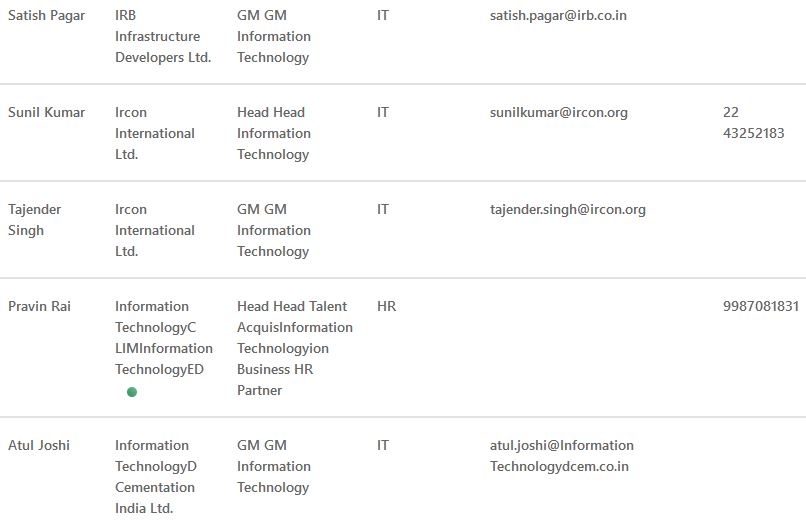 Satish Pagar IRB GM GM IT satish.pagar@irb.co.in
Infrastructure Information
Developers Ltd. Technology
Sunil Kumar Ircon Head Head IT sunilkumar@ircon.org 22
International Information 43252183
Ltd. Technology
Tajender Ircon GM GM IT tajender.singh@ircon.org
Singh International Information
Ltd. Technology
Pravin Rai Information Head Head Talent HR 9987081831
TechnologyC AcquisInformation
LIMInformation Technologyion
TechnologyED Business HR
Partner
Atul Joshi Information GM GM IT atul.joshi@Information
TechnologyD Information Technologydcem.co.in
Cementation Technology
India Ltd.